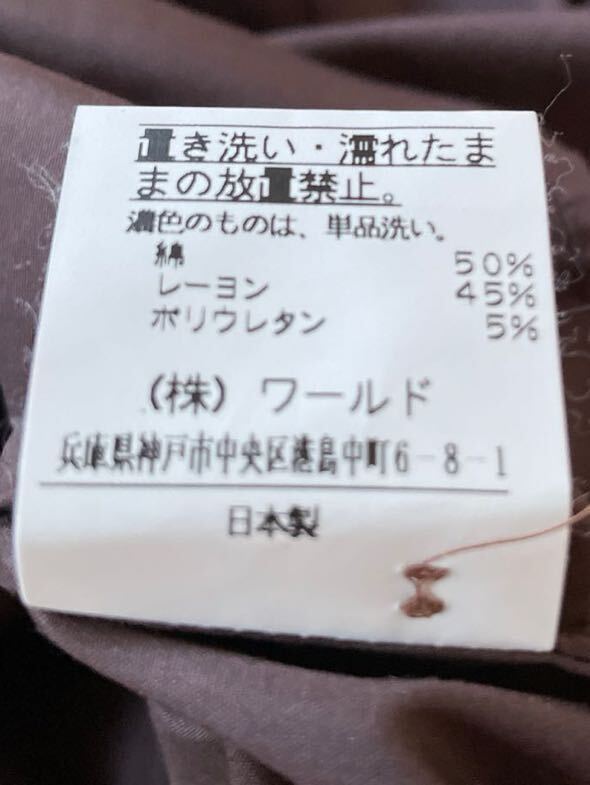 置き洗い・濡れたま
まの放置禁止。
濃色のものは、単品洗い。
綿 50%
レーヨン 45%
ポリウレタン 5%
(株) ワールド
兵庫県神戸市中央区港島中町6-8-1
日本製